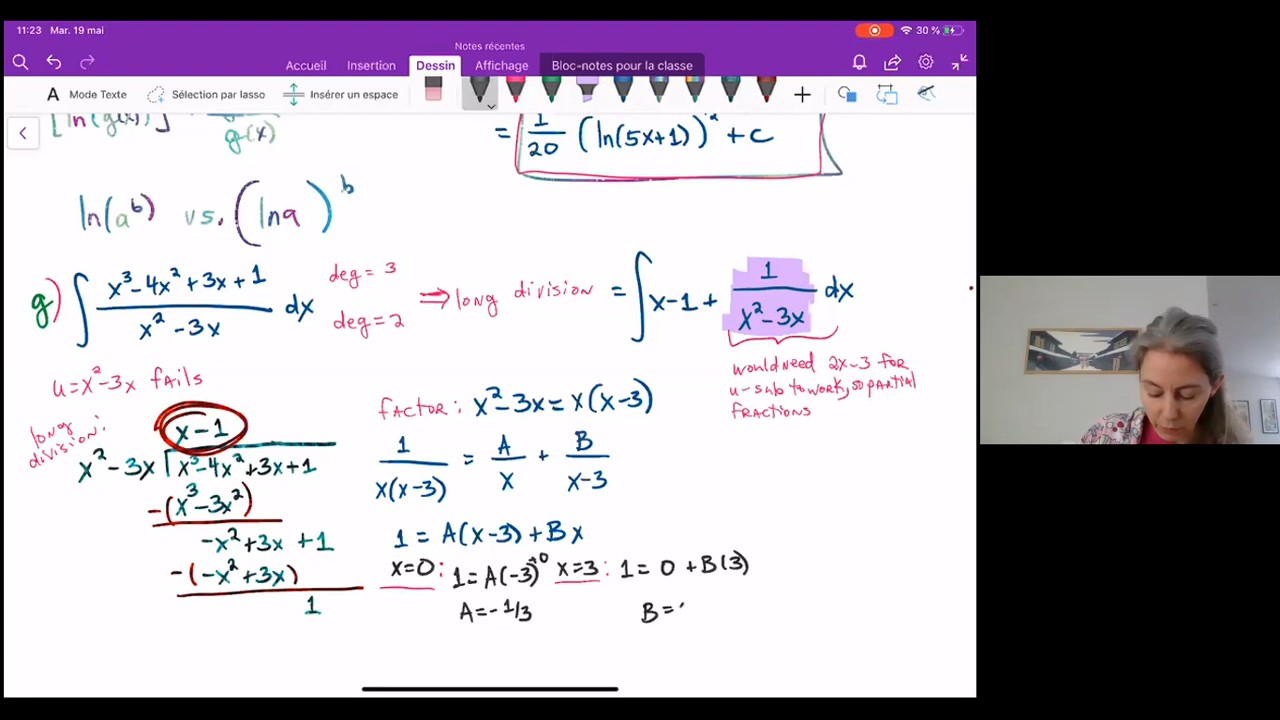 11:23 Mar. 19 mai
30 %
Notes récentes
Accueil Insertion Dessin Affichage Bloc-notes pour la classe
A Mode Texte Sélection par lasso Insérer un espace
[ln(g(x))]
g(x)
= 1/20 (ln(5x+1))² + C
ln(a^b) vs. (ln a)^b
g) ∫ (x³-4x²+3x+1)/(x²-3x) dx
deg = 3
deg = 2
⇒ long division = ∫ x-1 + 1/(x²-3x) dx
would need 2x-3 for
u-sub to work, so partial
fractions
u = x²-3x fails
long
division:
x-1
x²-3x x³-4x²+3x+1
-(x³-3x²)
-x²+3x+1
-(-x²+3x)
1
factor: x²-3x = x(x-3)
1/(x(x-3)) = A/x + B/(x-3)
1 = A(x-3)+Bx
x=0: 1=A(-3)+0 x=3: 1= 0 +B(3)
A=-1/3 B=